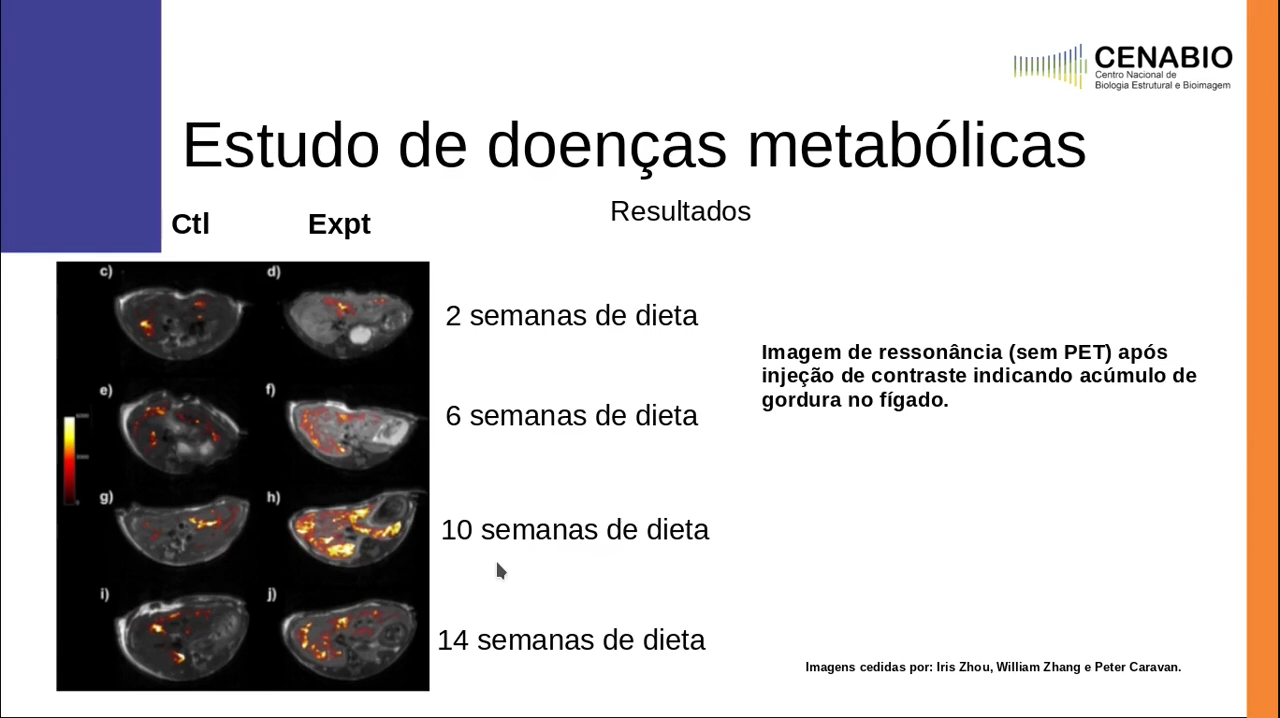 CENABIO
Centro Nacional de
Biologia Estrutural e Bioimagem
Estudo de doenças metabólicas
Resultados
Ctl
Expt
c)
d)
2 semanas de dieta
Imagem de ressonância (sem PET) após
injeção de contraste indicando acúmulo de
gordura no fígado.
e)
f)
6 semanas de dieta
g)
h)
10 semanas de dieta
i)
j)
14 semanas de dieta
Imagens cedidas por: Iris Zhou, William Zhang e Peter Caravan.